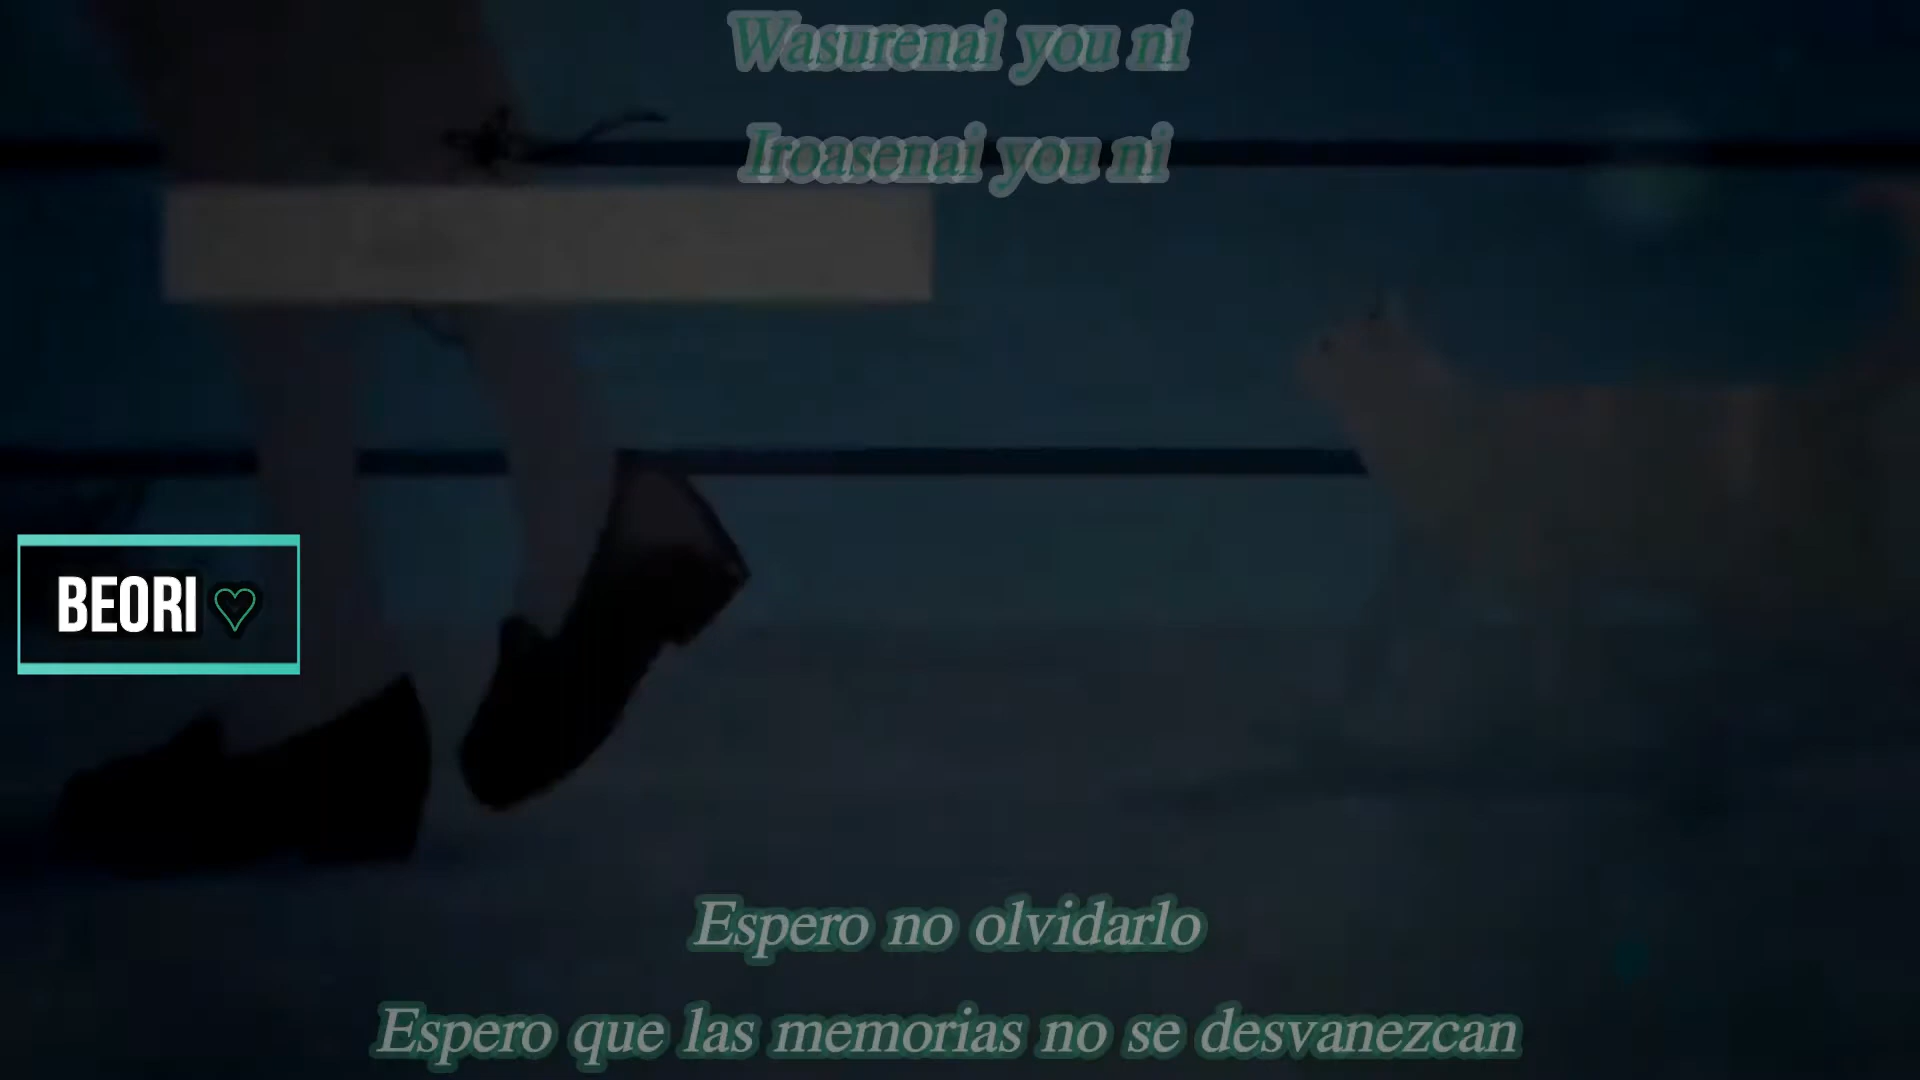 Wasurenai you ni
Iroasenai you ni
BEORI ♡
Espero no olvidarlo
Espero que las memorias no se desvanezcan